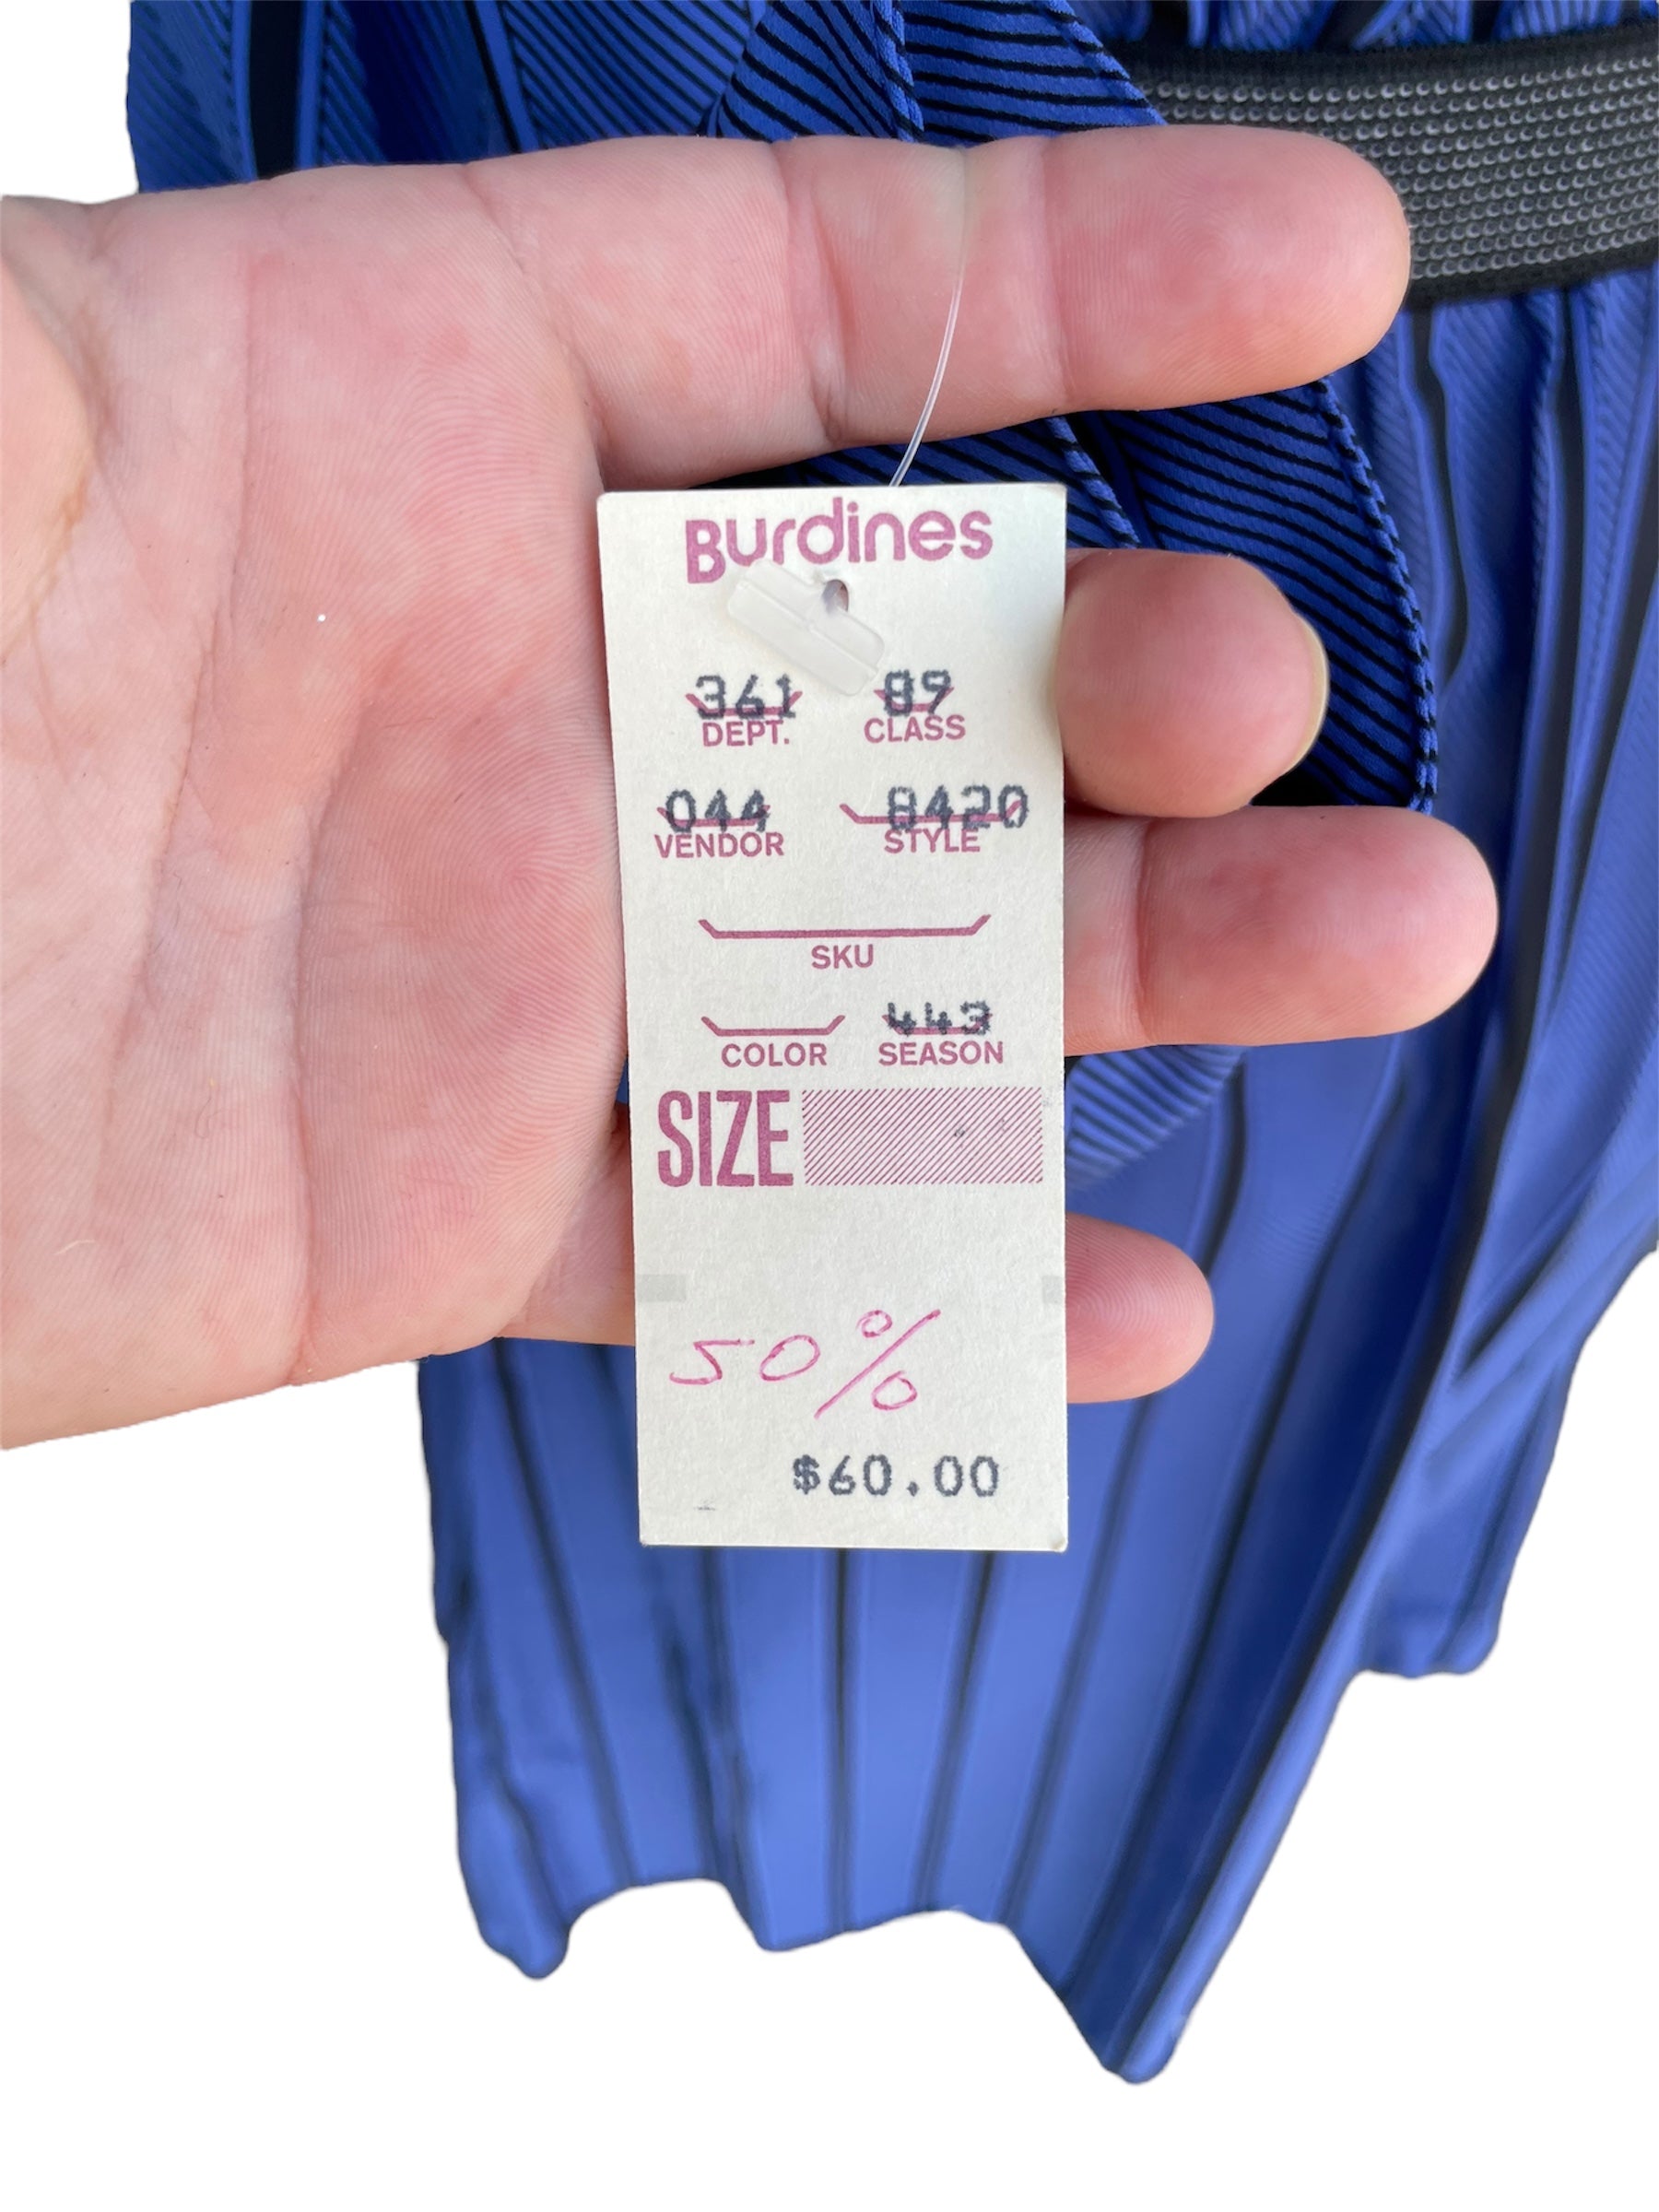 Burdines
361 89
DEPT. CLASS
044 8420
VENDOR STYLE
SKU
443
COLOR SEASON
SIZE
50%
$60.00